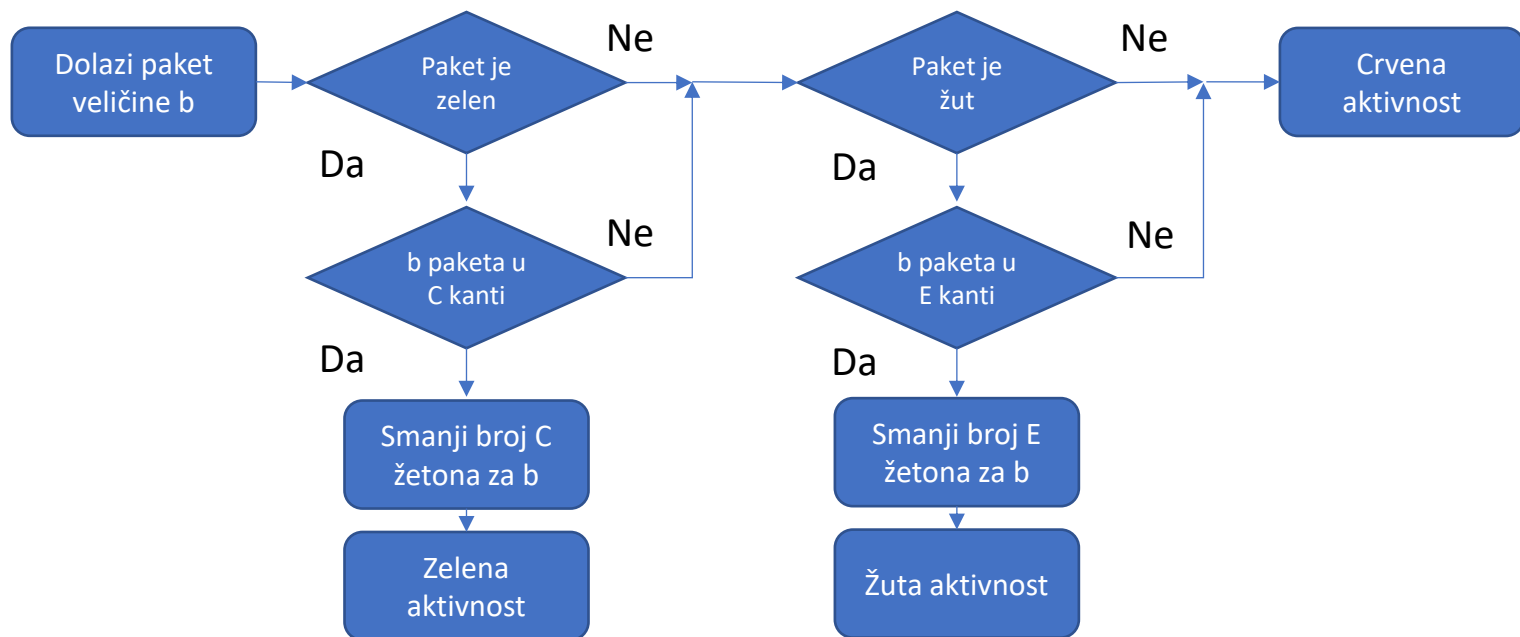 Dolazi paket
veličine b
Paket je
zelen
Ne
Paket je
žut
Ne
Crvena
aktivnost
Da
Da
b paketa u
C kanti
Ne
b paketa u
E kanti
Ne
Da
Da
Smanji broj C
žetona za b
Smanji broj E
žetona za b
Zelena
aktivnost
Žuta aktivnost